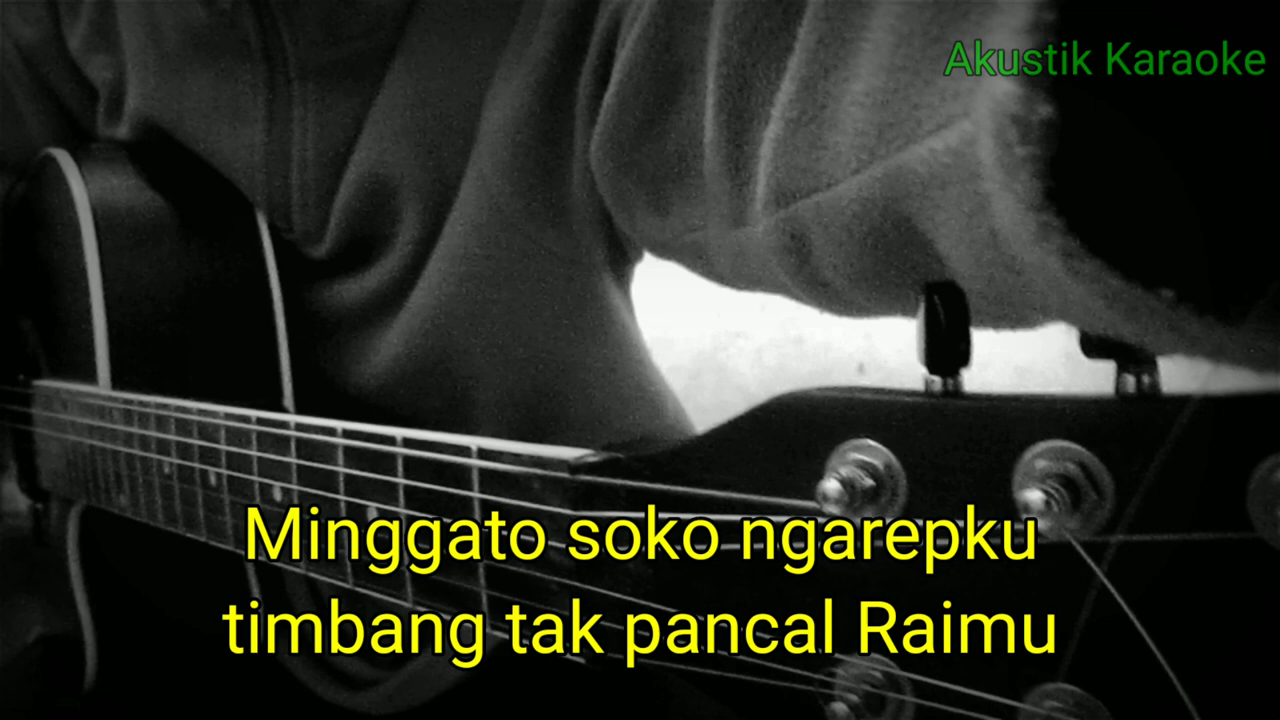 Akustik Karaoke
Minggato soko ngarepku
timbang tak pancal Raimu